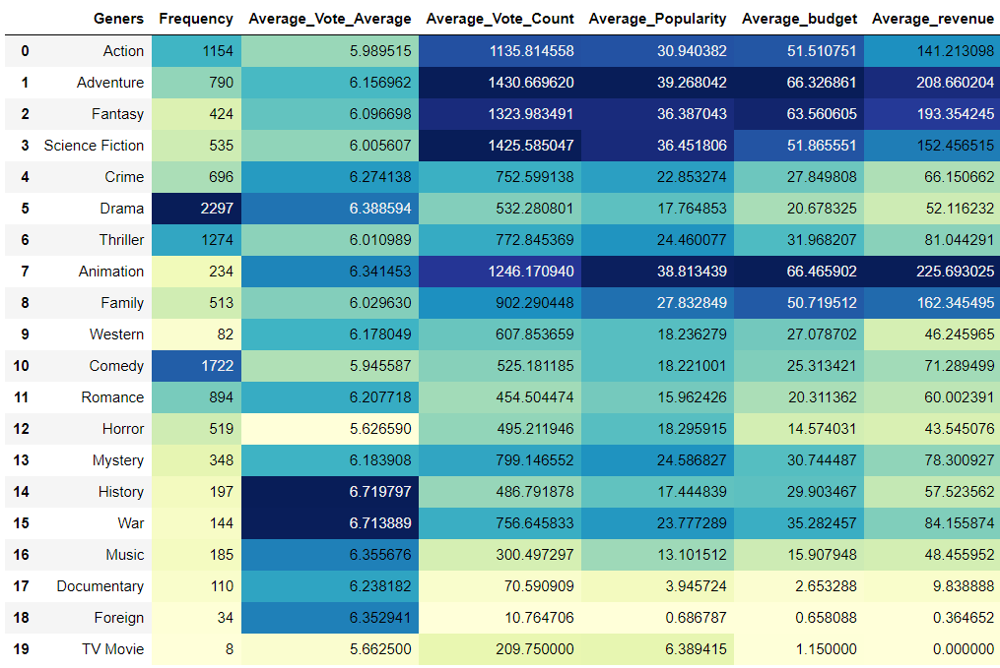 Geners Frequency Average_Vote_Average Average_Vote_Count Average_Popularity Average_budget Average_revenue
0 Action 1154 5.989515 1135.814558 30.940382 51.510751 141.213098
1 Adventure 790 6.156962 1430.669620 39.268042 66.326861 208.660204
2 Fantasy 424 6.096698 1323.983491 36.387043 63.560605 193.354245
3 Science Fiction 535 6.005607 1425.585047 36.451806 51.865551 152.456515
4 Crime 696 6.274138 752.599138 22.853274 27.849808 66.150662
5 Drama 2297 6.388594 532.280801 17.764853 20.678325 52.116232
6 Thriller 1274 6.010989 772.845369 24.460077 31.968207 81.044291
7 Animation 234 6.341453 1246.170940 38.813439 66.465902 225.693025
8 Family 513 6.029630 902.290448 27.832849 50.719512 162.345495
9 Western 82 6.178049 607.853659 18.236279 27.078702 46.245965
10 Comedy 1722 5.945587 525.181185 18.221001 25.313421 71.289499
11 Romance 894 6.207718 454.504474 15.962426 20.311362 60.002391
12 Horror 519 5.626590 495.211946 18.295915 14.574031 43.545076
13 Mystery 348 6.183908 799.146552 24.586827 30.744487 78.300927
14 History 197 6.719797 486.791878 17.444839 29.903467 57.523562
15 War 144 6.713889 756.645833 23.777289 35.282457 84.155874
16 Music 185 6.355676 300.497297 13.101512 15.907948 48.455952
17 Documentary 110 6.238182 70.590909 3.945724 2.653288 9.838888
18 Foreign 34 6.352941 10.764706 0.686787 0.658088 0.364652
19 TV Movie 8 5.662500 209.750000 6.389415 1.150000 0.000000